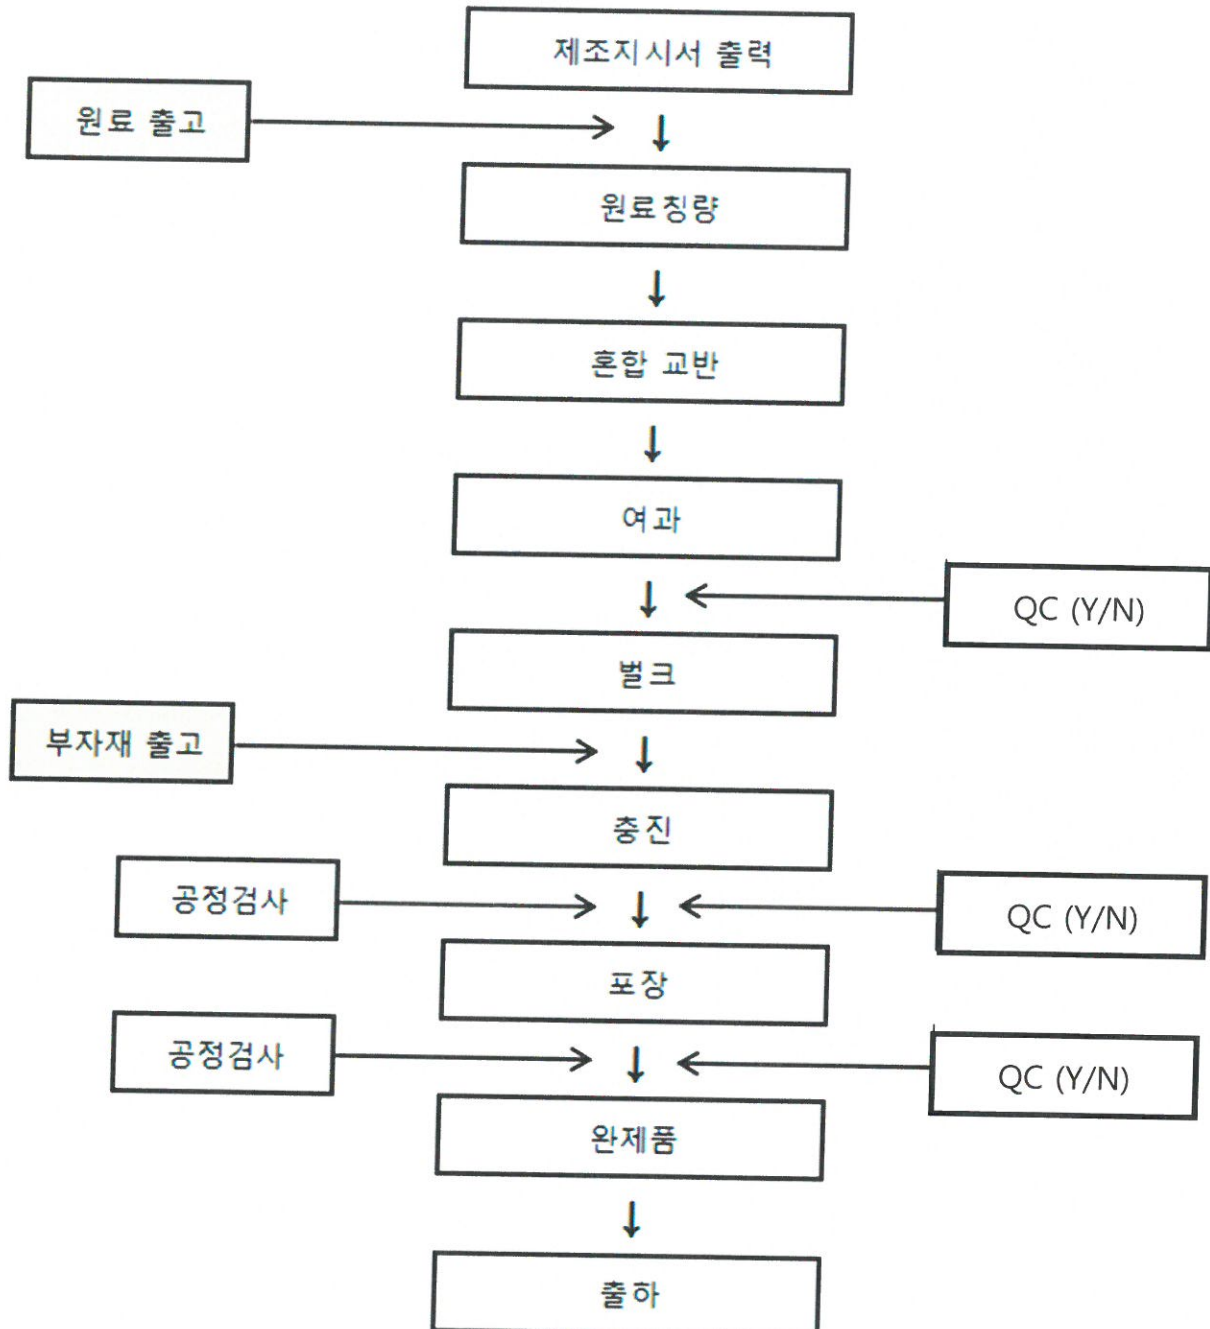 제조지시서 출력
원료 출고
원료칭량
혼합 교반
여과
QC (Y/N)
벌크
부자재 출고
충진
공정검사
QC (Y/N)
포장
공정검사
QC (Y/N)
완제품
출하